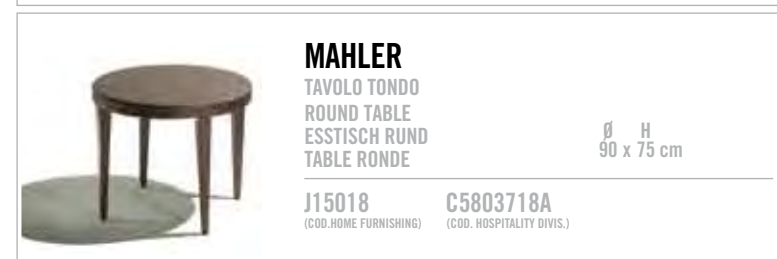 MAHLER
TAVOLO TONDO
ROUND TABLE
ESSTISCH RUND
TABLE RONDE
Ø H
90 x 75 cm
J15018 C5803718A
(COD.HOME FURNISHING) (COD. HOSPITALITY DIVIS.)